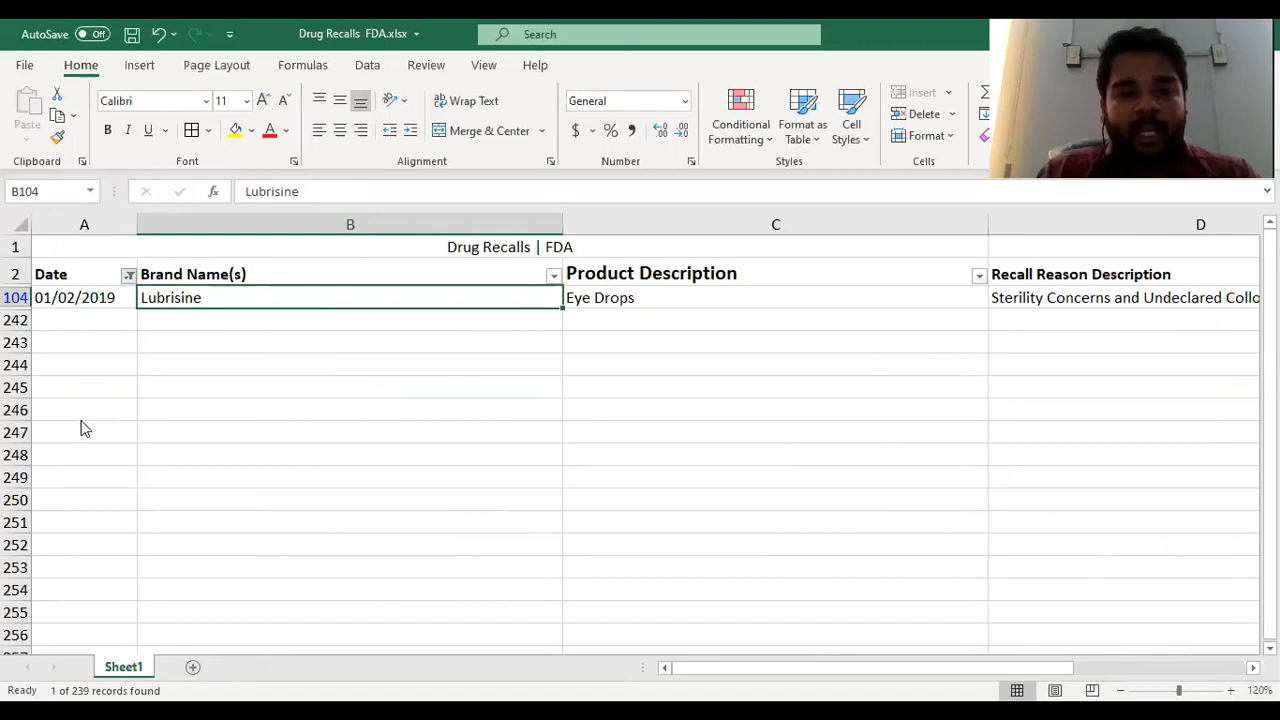 AutoSave Off Drug Recalls FDA.xlsx Search
File Home Insert Page Layout Formulas Data Review View Help
Calibri 11 Wrap Text General Insert
Paste B I U Merge & Center $ % Conditional Formatting Format as Table Cell Styles Delete
Format
Clipboard Font Alignment Number Styles Cells
B104 fx Lubrisine
A B C D
1 Drug Recalls | FDA
2 Date Brand Name(s) Product Description Recall Reason Description
104 01/02/2019 Lubrisine Eye Drops Sterility Concerns and Undeclared
242
243
244
245
246
247
248
249
250
251
252
253
254
255
256
Sheet1
Ready 1 of 239 records found 120%